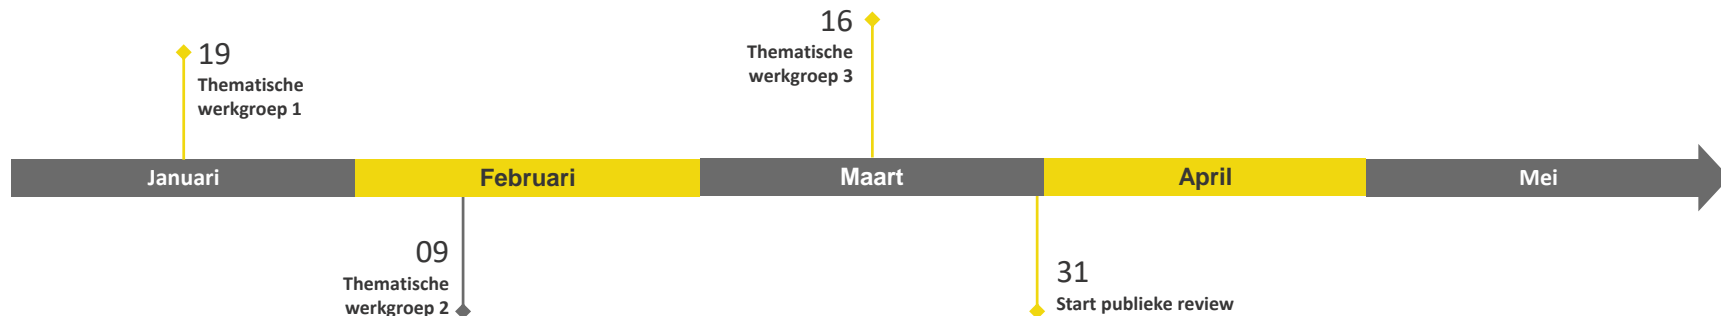 19
Thematische
werkgroep 1
16
Thematische
werkgroep 3
Januari
Februari
Maart
April
Mei
09
Thematische
werkgroep 2
31
Start publieke review